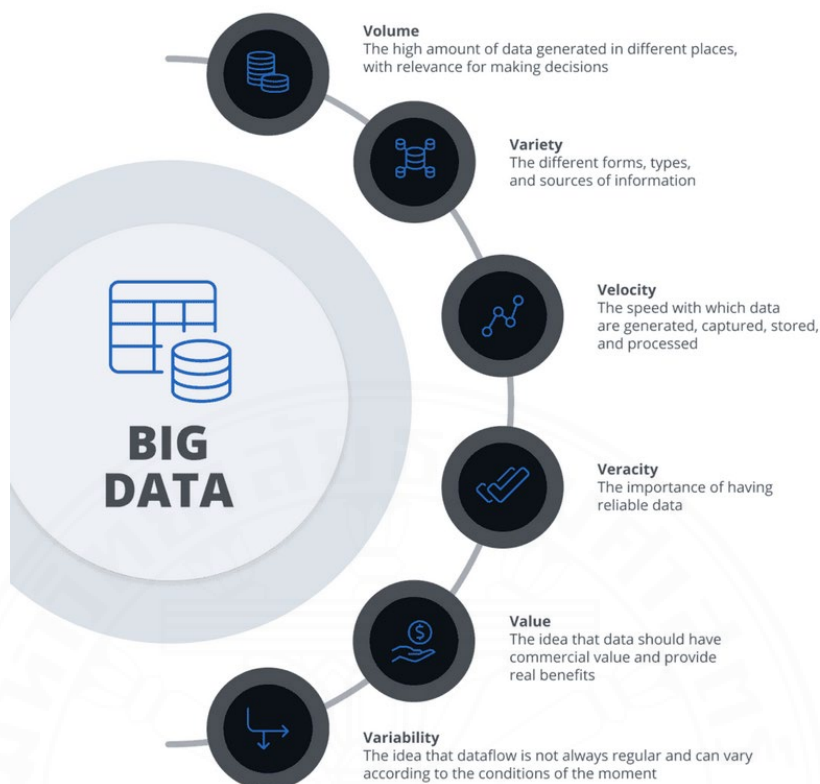 Volume
The high amount of data generated in different places,
with relevance for making decisions
Variety
The different forms, types,
and sources of information
Velocity
The speed with which data
are generated, captured, stored,
and processed
BIG
DATA
Veracity
The importance of having
reliable data
Value
The idea that data should have
commercial value and provide
real benefits
Variability
The idea that dataflow is not always regular and can vary
according to the conditions of the moment